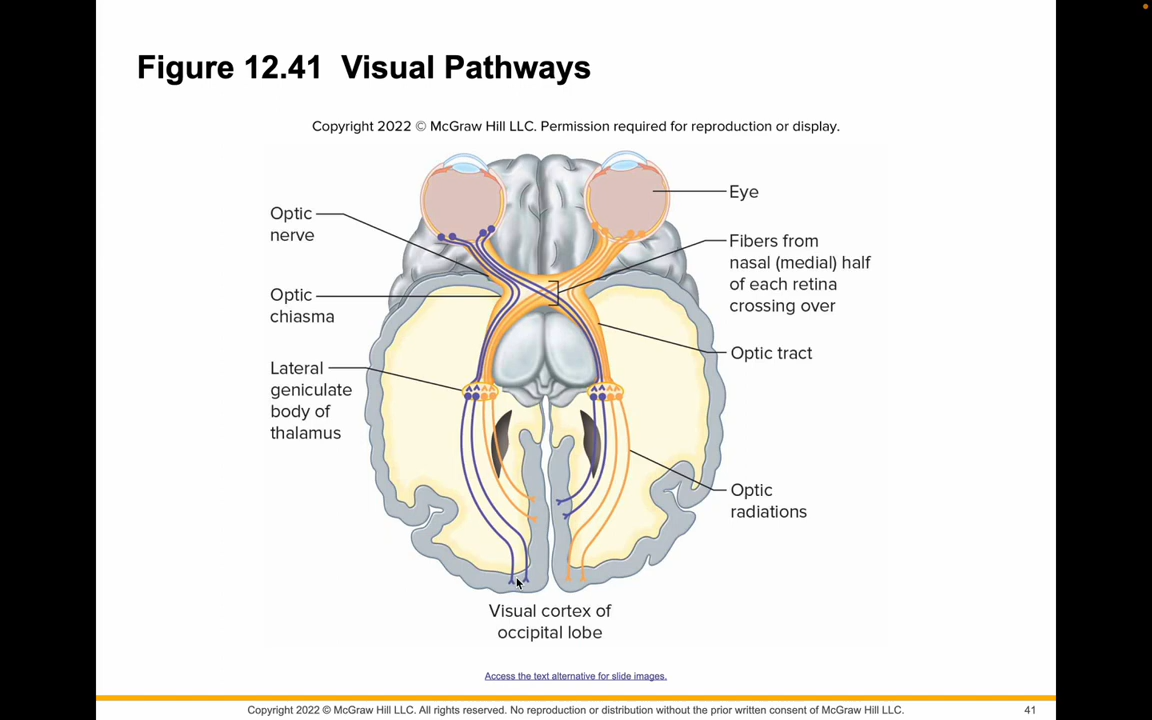 Figure 12.41 Visual Pathways
Copyright 2022 © McGraw Hill LLC. Permission required for reproduction or display.
Optic
nerve
Optic
chiasma
Lateral
geniculate
body of
thalamus
Eye
Fibers from
nasal (medial) half
of each retina
crossing over
Optic tract
Optic
radiations
Visual cortex of
occipital lobe
Access the text alternative for slide images.
Copyright 2022 © McGraw Hill LLC. All rights reserved. No reproduction or distribution without the prior written consent of McGraw Hill LLC.
41